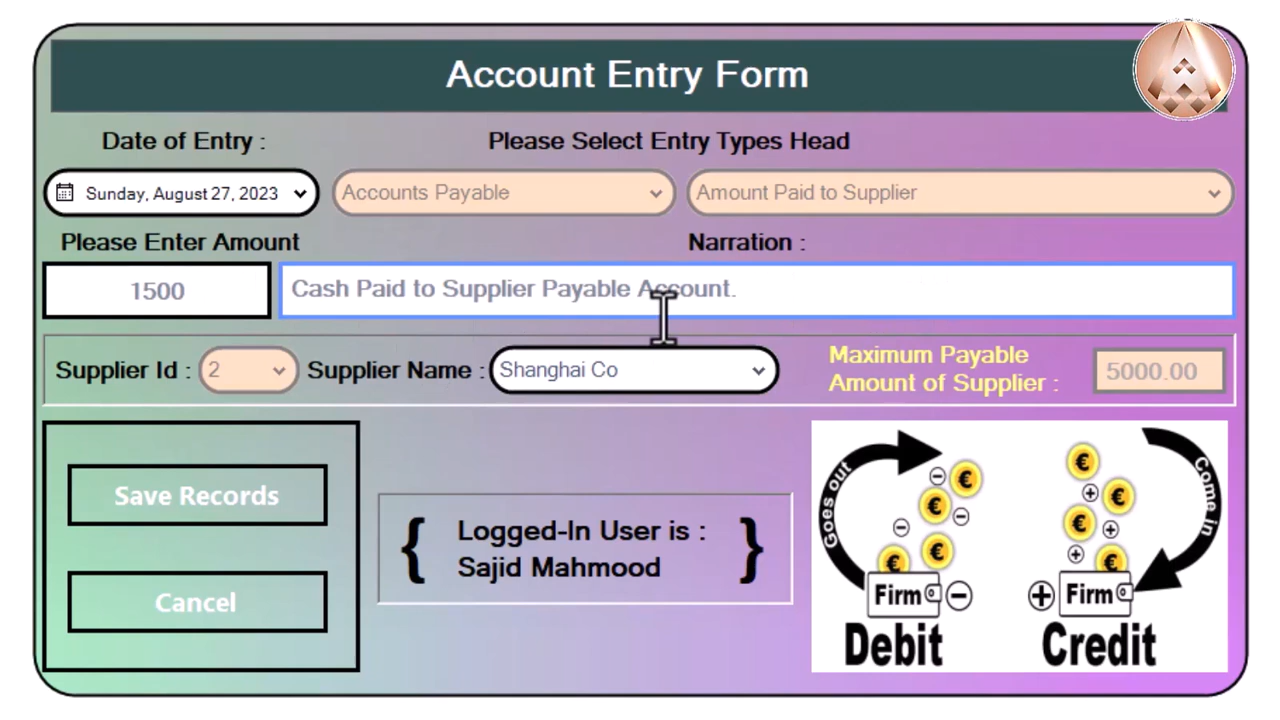 Account Entry Form
Date of Entry :
Please Select Entry Types Head
Sunday, August 27, 2023
Accounts Payable
Amount Paid to Supplier
Please Enter Amount
Narration :
1500
Cash Paid to Supplier Payable Account.
Supplier Id :
2
Supplier Name :
Shanghai Co
Maximum Payable
Amount of Supplier :
5000.00
Save Records
Cancel
{ Logged-In User is : }
Sajid Mahmood
Goes out
Come in
Firm
Firm
Debit
Credit